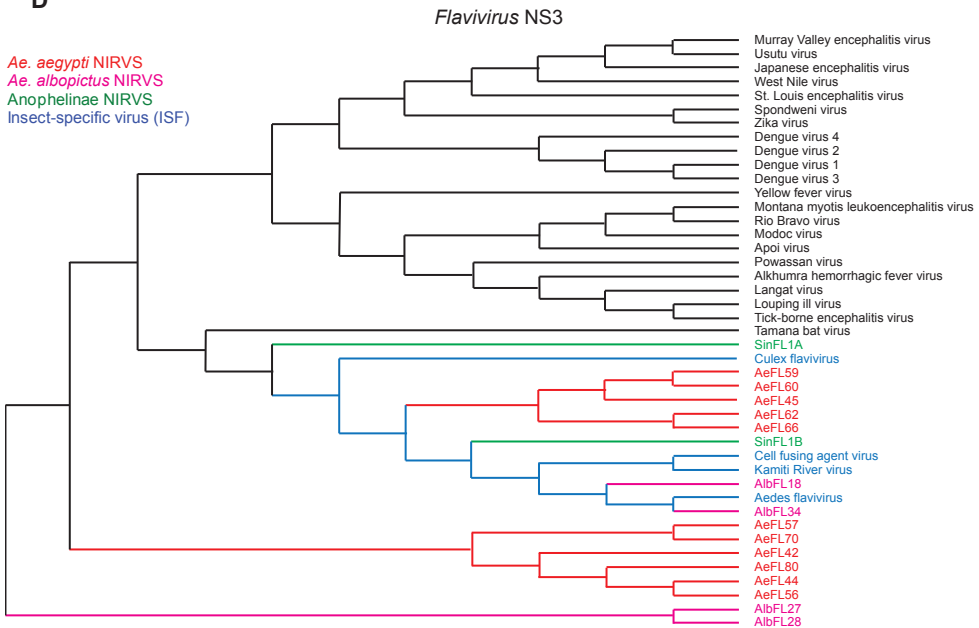 D
Flavivirus NS3
Ae. aegypti NIRVS
Ae. albopictus NIRVS
Anophelinae NIRVS
Insect-specific virus (ISF)
Murray Valley encephalitis virus
Usutu virus
Japanese encephalitis virus
West Nile virus
St. Louis encephalitis virus
Spondweni virus
Zika virus
Dengue virus 4
Dengue virus 2
Dengue virus 1
Dengue virus 3
Yellow fever virus
Montana myotis leukoencephalitis virus
Rio Bravo virus
Modoc virus
Apoi virus
Powassan virus
Alkhumra hemorrhagic fever virus
Langat virus
Louping ill virus
Tick-borne encephalitis virus
Tamana bat virus
SinFL1A
Culex flavivirus
AeFL59
AeFL60
AeFL45
AeFL62
AeFL66
SinFL1B
Cell fusing agent virus
Kamiti River virus
AlbFL18
Aedes flavivirus
AlbFL34
AeFL57
AeFL70
AeFL42
AeFL80
AeFL44
AeFL56
AlbFL27
AlbFL28